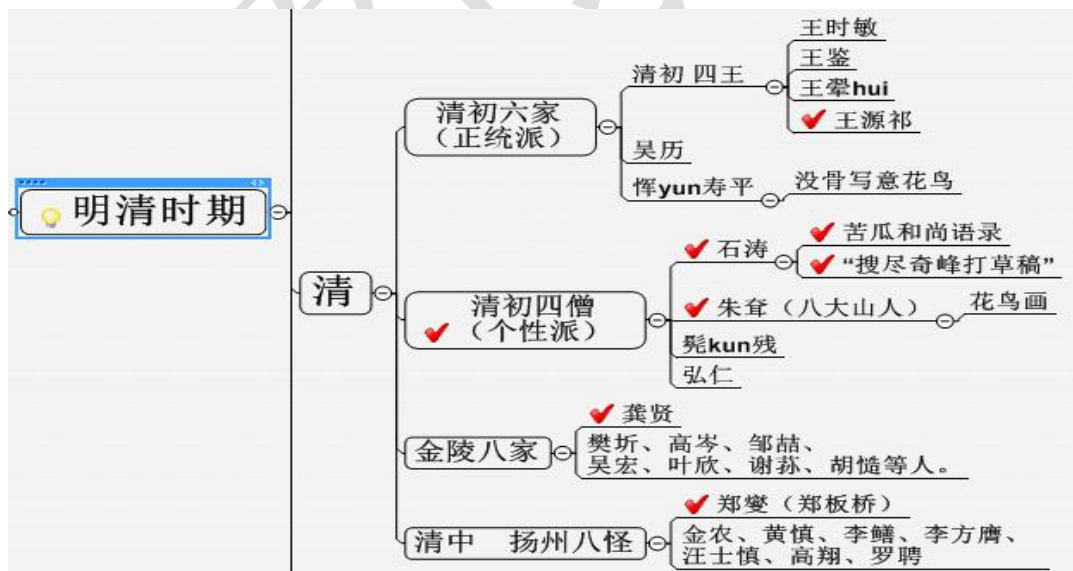 明清时期
清
清初六家
（正统派）
清初 四王
王时敏
王鉴
王翚hui
王源祁
吴历
恽yun寿平
没骨写意花鸟
清初四僧
（个性派）
石涛
苦瓜和尚语录
“搜尽奇峰打草稿”
朱耷（八大山人）
花鸟画
髡kun残
弘仁
金陵八家
龚贤
樊圻、高岑、邹喆、
吴宏、叶欣、谢荪、胡慥等人。
清中 扬州八怪
郑燮（郑板桥）
金农、黄慎、李鱓、李方膺、
汪士慎、高翔、罗聘